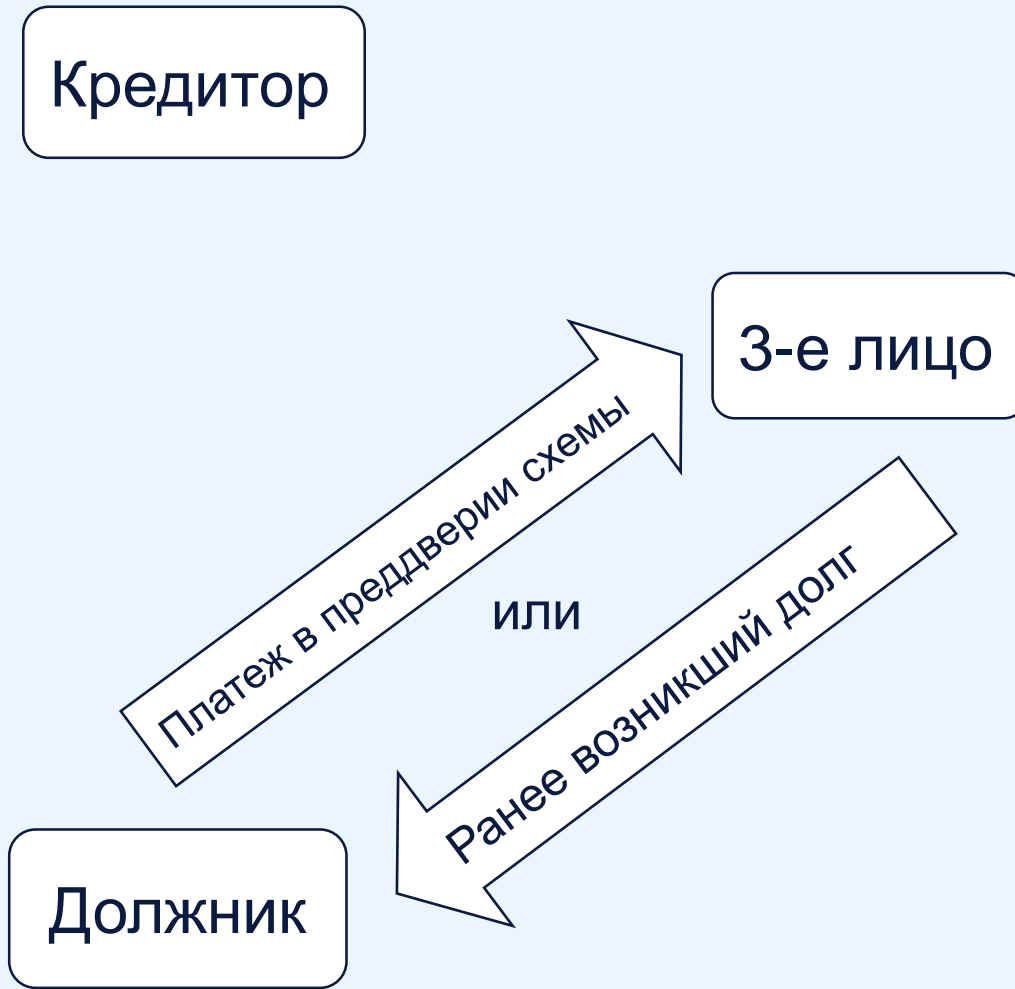 Кредитор
3-е лицо
Платеж в преддверии схемы
или
Ранее возникший долг
Должник